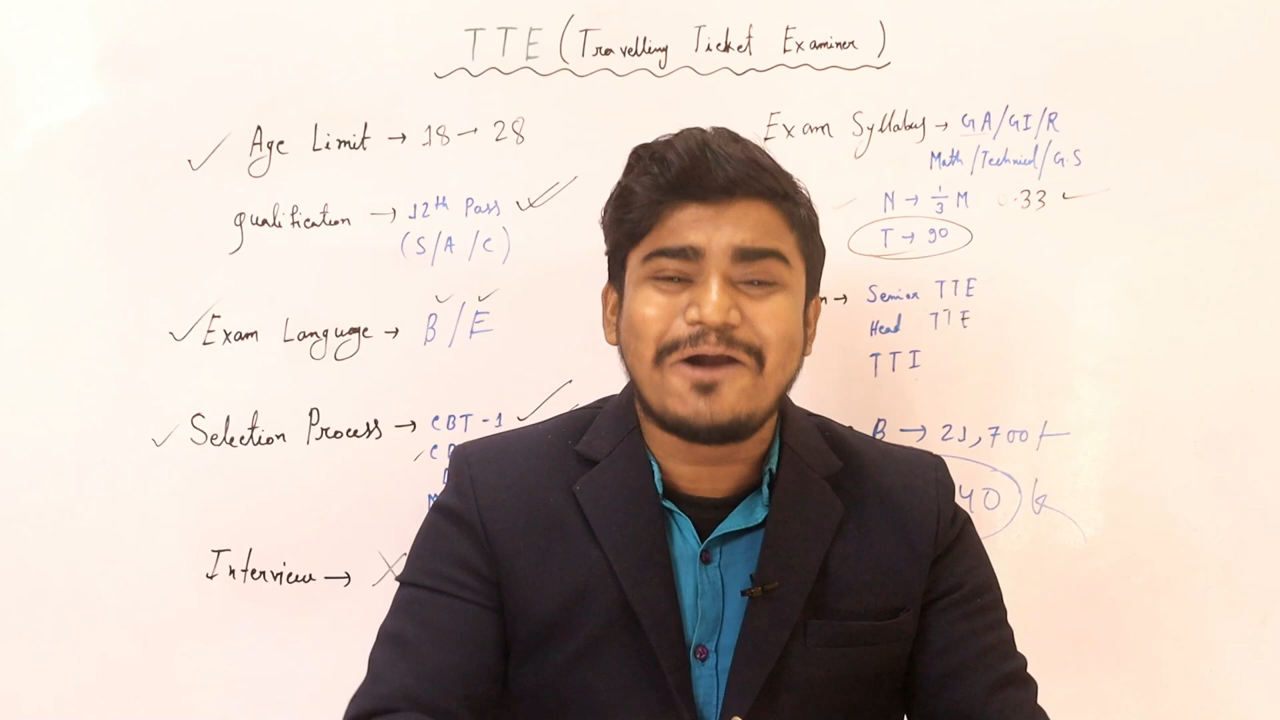 TTE (Travelling Ticket Examiner)
Age Limit → 18 → 28
qualification → 12th Pass
(S/A/C)
Exam Language → B/E
Selection Process → CBT-1
Interview → X
Exam Syllabus → GA/GI/R
Math/Technical/G.S
N → 1/3 M .33
T → 90
→ Senior TTE
Head TTE
TTI
B → 21,700/-
40 k